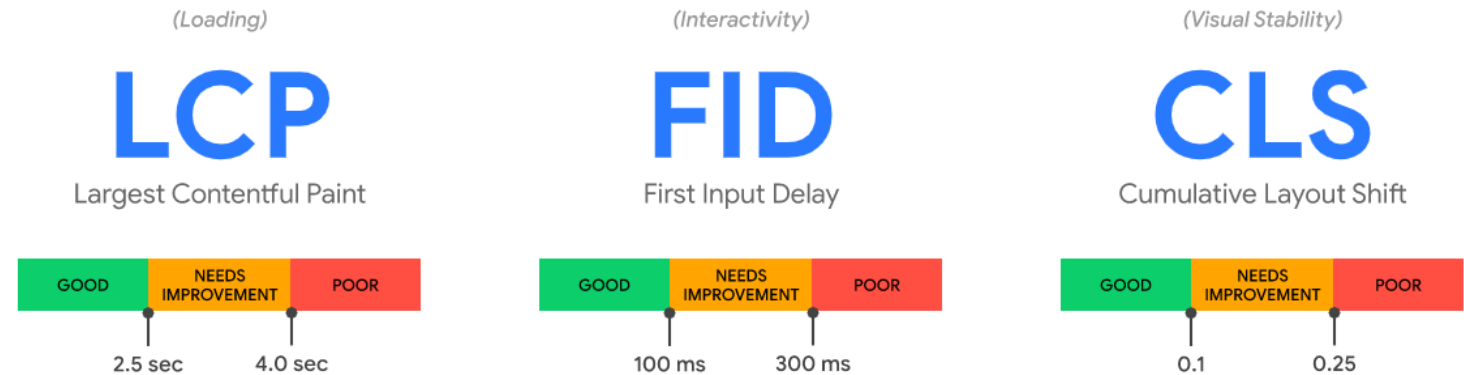 (Loading)
LCP
Largest Contentful Paint
GOOD
NEEDS
IMPROVEMENT
POOR
2.5 sec
4.0 sec
(Interactivity)
FID
First Input Delay
GOOD
NEEDS
IMPROVEMENT
POOR
100 ms
300 ms
(Visual Stability)
CLS
Cumulative Layout Shift
GOOD
NEEDS
IMPROVEMENT
POOR
0.1
0.25